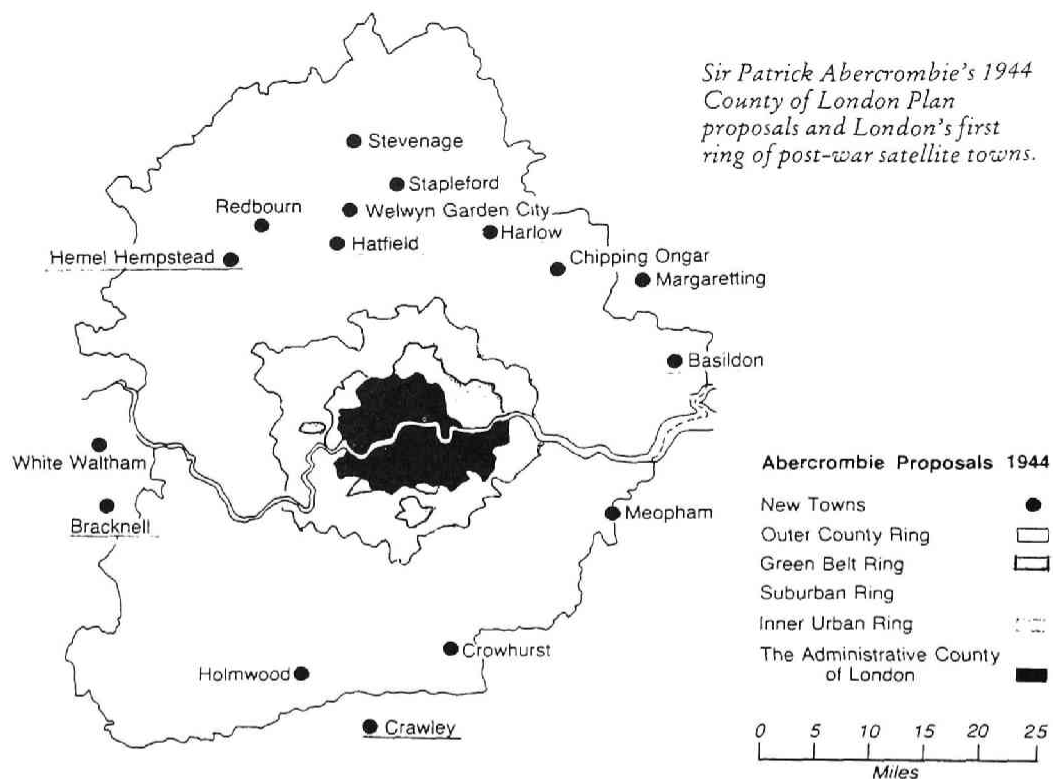 Sir Patrick Abercrombie's 1944
County of London Plan
proposals and London's first
ring of post-war satellite towns.
Stevenage
Stapleford
Redbourn
Welwyn Garden City
Hatfield
Harlow
Hemel Hempstead
Chipping Ongar
Margaretting
Basildon
White Waltham
Bracknell
Meopham
Crowhurst
Holmwood
Crawley
Abercrombie Proposals 1944
New Towns
Outer County Ring
Green Belt Ring
Suburban Ring
Inner Urban Ring
The Administrative County
of London
0 5 10 15 20 25
Miles